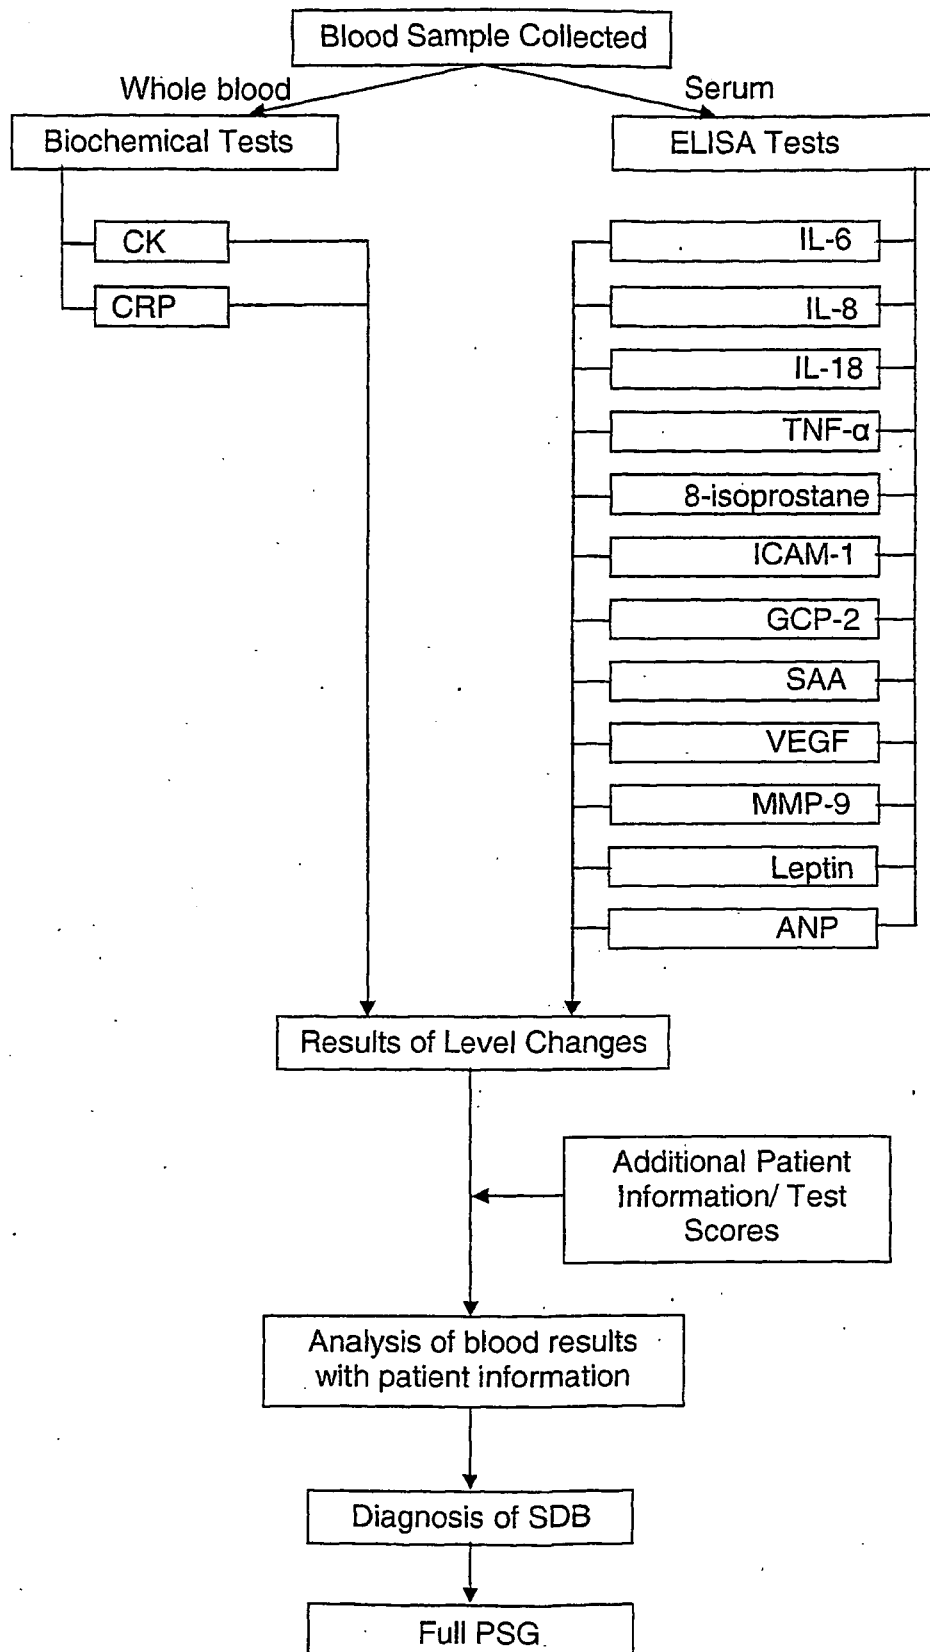 Blood Sample Collected
Whole blood
Serum
Biochemical Tests
ELISA Tests
CK
CRP
IL-6
IL-8
IL-18
TNF-α
8-isoprostane
ICAM-1
GCP-2
SAA
VEGF
MMP-9
Leptin
ANP
Results of Level Changes
Additional Patient
Information/ Test
Scores
Analysis of blood results
with patient information
Diagnosis of SDB
Full PSG